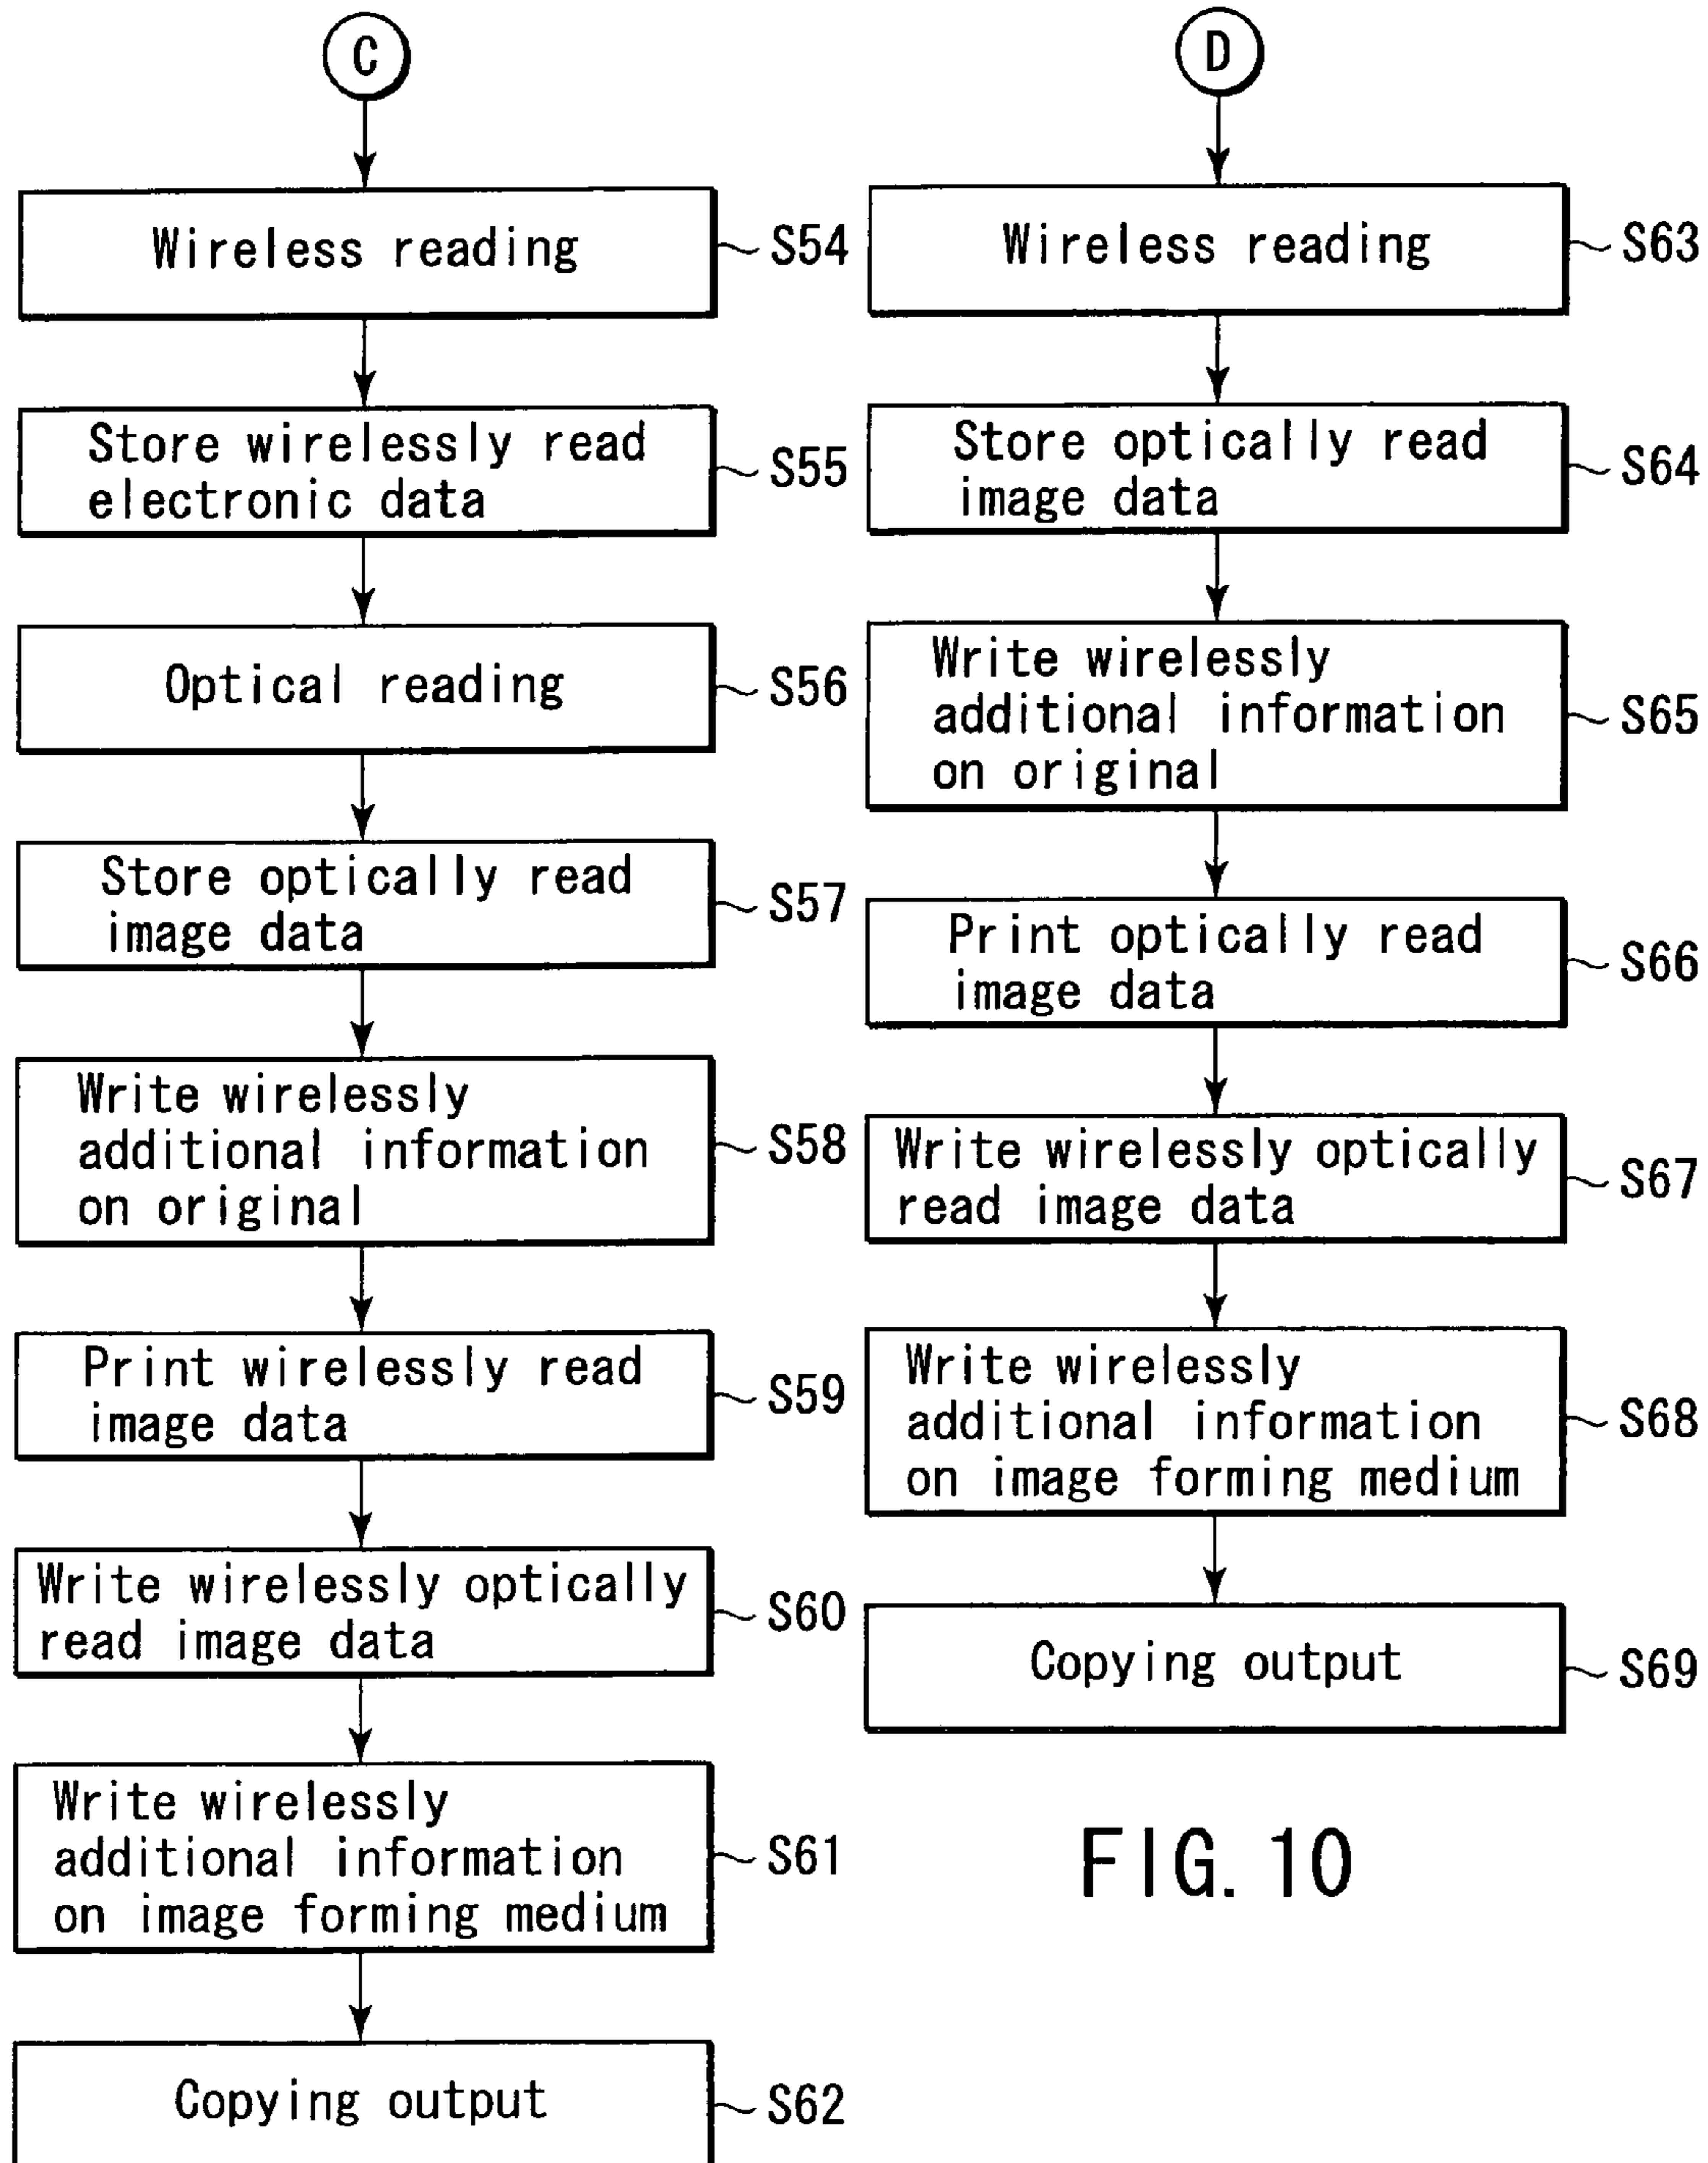 C
Wireless reading
S54
Store wirelessly read
electronic data
S55
Optical reading
S56
Store optically read
image data
S57
Write wirelessly
additional information
on original
S58
Print wirelessly read
image data
S59
Write wirelessly optically
read image data
S60
Write wirelessly
additional information
on image forming medium
S61
Copying output
S62
D
Wireless reading
S63
Store optically read
image data
S64
Write wirelessly
additional information
on original
S65
Print optically read
image data
S66
Write wirelessly optically
read image data
S67
Write wirelessly
additional information
on image forming medium
S68
Copying output
S69
FIG. 10